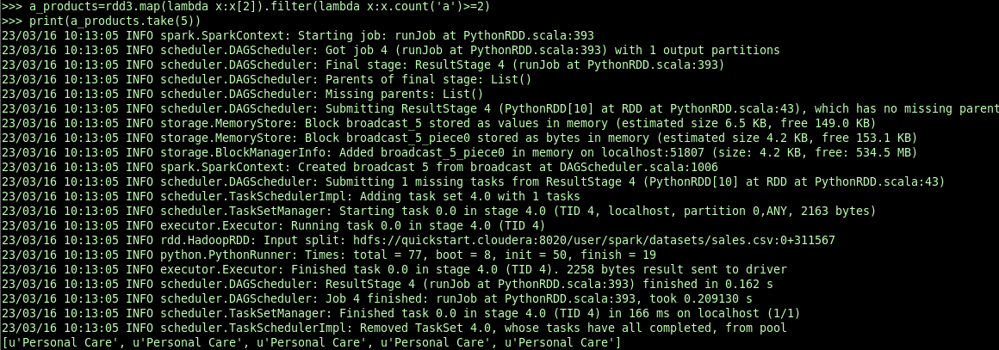 >>> a_products=rdd3.map(lambda x:x[2]).filter(lambda x:x.count('a')>=2)
>>> print(a_products.take(5))
23/03/16 10:13:05 INFO spark.SparkContext: Starting job: runJob at PythonRDD.scala:393
23/03/16 10:13:05 INFO scheduler.DAGScheduler: Got job 4 (runJob at PythonRDD.scala:393) with 1 output partitions
23/03/16 10:13:05 INFO scheduler.DAGScheduler: Final stage: ResultStage 4 (runJob at PythonRDD.scala:393)
23/03/16 10:13:05 INFO scheduler.DAGScheduler: Parents of final stage: List()
23/03/16 10:13:05 INFO scheduler.DAGScheduler: Missing parents: List()
23/03/16 10:13:05 INFO scheduler.DAGScheduler: Submitting ResultStage 4 (PythonRDD[10] at RDD at PythonRDD.scala:43), which has no missing parent
23/03/16 10:13:05 INFO storage.MemoryStore: Block broadcast_5 stored as values in memory (estimated size 6.5 KB, free 149.0 KB)
23/03/16 10:13:05 INFO storage.MemoryStore: Block broadcast_5_piece0 stored as bytes in memory (estimated size 4.2 KB, free 153.1 KB)
23/03/16 10:13:05 INFO storage.BlockManagerInfo: Added broadcast_5_piece0 in memory on localhost:51807 (size: 4.2 KB, free: 534.5 MB)
23/03/16 10:13:05 INFO spark.SparkContext: Created broadcast 5 from broadcast at DAGScheduler.scala:1006
23/03/16 10:13:05 INFO scheduler.DAGScheduler: Submitting 1 missing tasks from ResultStage 4 (PythonRDD[10] at RDD at PythonRDD.scala:43)
23/03/16 10:13:05 INFO scheduler.TaskSchedulerImpl: Adding task set 4.0 with 1 tasks
23/03/16 10:13:05 INFO scheduler.TaskSetManager: Starting task 0.0 in stage 4.0 (TID 4, localhost, partition 0,ANY, 2163 bytes)
23/03/16 10:13:05 INFO executor.Executor: Running task 0.0 in stage 4.0 (TID 4)
23/03/16 10:13:05 INFO rdd.HadoopRDD: Input split: hdfs://quickstart.cloudera:8020/user/spark/datasets/sales.csv:0+311567
23/03/16 10:13:05 INFO python.PythonRunner: Times: total = 77, boot = 8, init = 50, finish = 19
23/03/16 10:13:05 INFO executor.Executor: Finished task 0.0 in stage 4.0 (TID 4). 2258 bytes result sent to driver
23/03/16 10:13:05 INFO scheduler.DAGScheduler: ResultStage 4 (runJob at PythonRDD.scala:393) finished in 0.162 s
23/03/16 10:13:05 INFO scheduler.DAGScheduler: Job 4 finished: runJob at PythonRDD.scala:393, took 0.209130 s
23/03/16 10:13:05 INFO scheduler.TaskSetManager: Finished task 0.0 in stage 4.0 (TID 4) in 166 ms on localhost (1/1)
23/03/16 10:13:05 INFO scheduler.TaskSchedulerImpl: Removed TaskSet 4.0, whose tasks have all completed, from pool
[u'Personal Care', u'Personal Care', u'Personal Care', u'Personal Care', u'Personal Care']